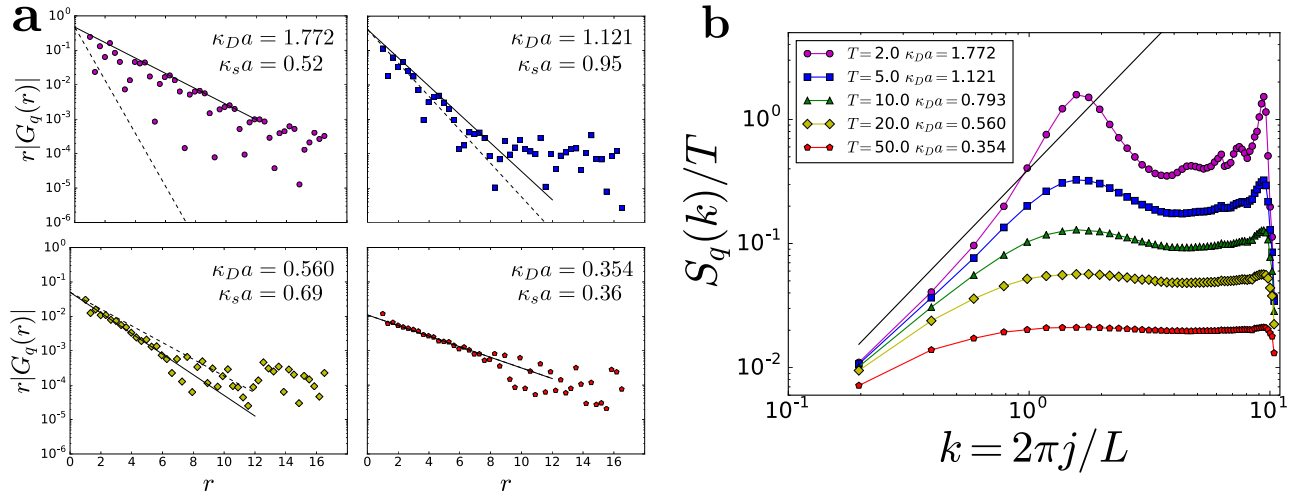 a
κ_D a = 1.772
κ_s a = 0.52
κ_D a = 1.121
κ_s a = 0.95
r|G_q(r)|
10^0
10^-1
10^-2
10^-3
10^-4
10^-5
10^-6
κ_D a = 0.560
κ_s a = 0.69
κ_D a = 0.354
κ_s a = 0.36
r|G_q(r)|
10^0
10^-1
10^-2
10^-3
10^-4
10^-5
10^-6
0 2 4 6 8 10 12 14 16
0 2 4 6 8 10 12 14 16
r
r
b
T = 2.0 κ_D a = 1.772
T = 5.0 κ_D a = 1.121
T = 10.0 κ_D a = 0.793
T = 20.0 κ_D a = 0.560
T = 50.0 κ_D a = 0.354
S_q(k)/T
10^0
10^-1
10^-2
10^-1 10^0 10^1
k = 2πj/L